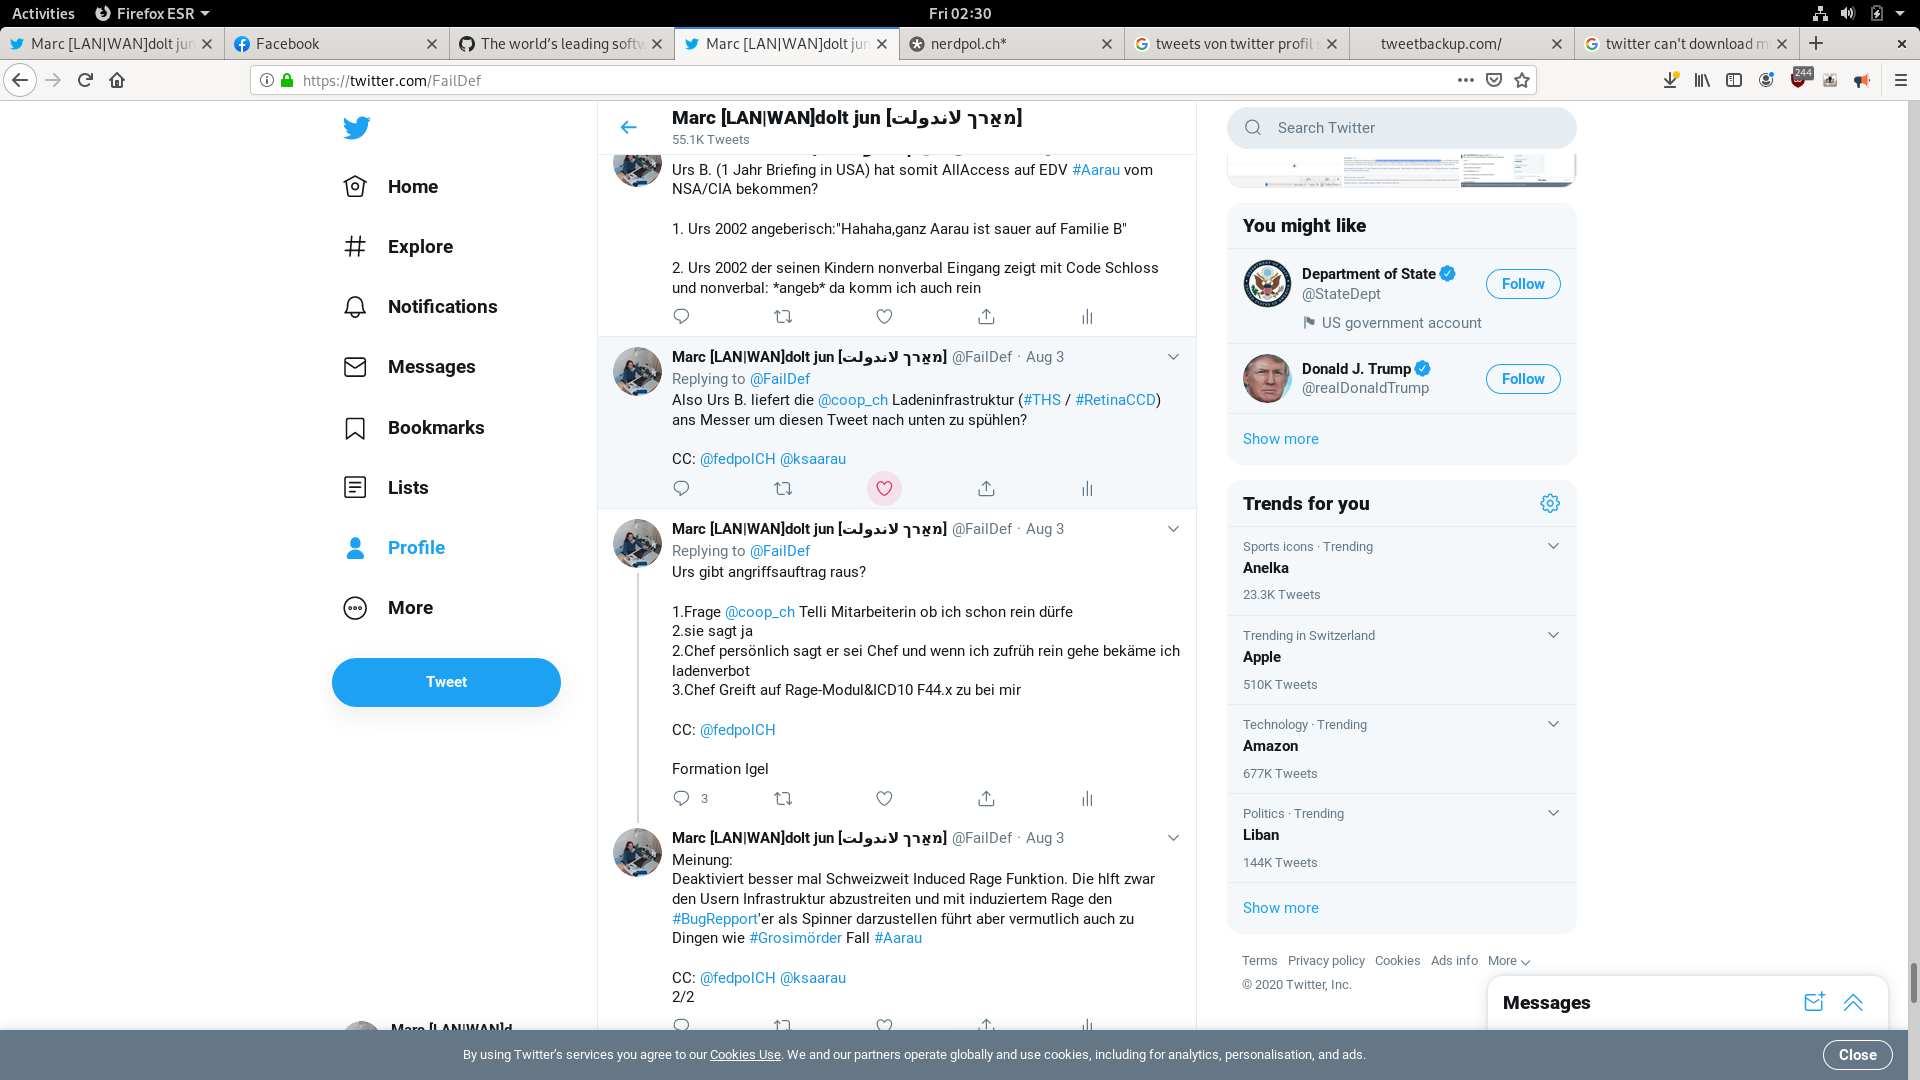 Activities
Firefox ESR
Fri 02:30
Marc [LAN|WAN]dolt jun
Facebook
The world's leading softw
Marc [LAN|WAN]dolt jun
nerdpol.ch*
tweets von twitter profil s
tweetbackup.com/
twitter can't download m
https://twitter.com/FailDef
244
Home
Explore
Notifications
Messages
Bookmarks
Lists
Profile
More
Tweet
Marc [LAN|WAN]d
Marc [LAN|WAN]dolt jun [מאַרך לאנדולת]
55.1K Tweets
Urs B. (1 Jahr Briefing in USA) hat somit AllAccess auf EDV #Aarau vom
NSA/CIA bekommen?
1. Urs 2002 angeberisch:"Hahaha,ganz Aarau ist sauer auf Familie B"
2. Urs 2002 der seinen Kindern nonverbal Eingang zeigt mit Code Schloss
und nonverbal: *angeb* da komm ich auch rein
Marc [LAN|WAN]dolt jun [מאַרך לאנדולת] @FailDef · Aug 3
Replying to @FailDef
Also Urs B. liefert die @coop_ch Ladeninfrastruktur (#THS / #RetinaCCD)
ans Messer um diesen Tweet nach unten zu spühlen?
CC: @fedpolCH @ksaarau
Marc [LAN|WAN]dolt jun [מאַרך לאנדולת] @FailDef · Aug 3
Replying to @FailDef
Urs gibt angriffsauftrag raus?
1.Frage @coop_ch Telli Mitarbeiterin ob ich schon rein dürfe
2.sie sagt ja
2.Chef persönlich sagt er sei Chef und wenn ich zufrüh rein gehe bekäme ich
ladenverbot
3.Chef Greift auf Rage-Modul&ICD10 F44.x zu bei mir
CC: @fedpolCH
Formation Igel
3
Marc [LAN|WAN]dolt jun [מאַרך לאנדולת] @FailDef · Aug 3
Meinung:
Deaktiviert besser mal Schweizweit Induced Rage Funktion. Die hlft zwar
den Usern Infrastruktur abzustreiten und mit induziertem Rage den
#BugRepport'er als Spinner darzustellen führt aber vermutlich auch zu
Dingen wie #Grosimörder Fall #Aarau
CC: @fedpolCH @ksaarau
2/2
Search Twitter
You might like
Department of State
@StateDept
US government account
Follow
Donald J. Trump
@realDonaldTrump
Follow
Show more
Trends for you
Sports icons · Trending
Anelka
23.3K Tweets
Trending in Switzerland
Apple
510K Tweets
Technology · Trending
Amazon
677K Tweets
Politics · Trending
Liban
144K Tweets
Show more
Terms Privacy policy Cookies Ads info More
© 2020 Twitter, Inc.
Messages
By using Twitter's services you agree to our Cookies Use. We and our partners operate globally and use cookies, including for analytics, personalisation, and ads.
Close